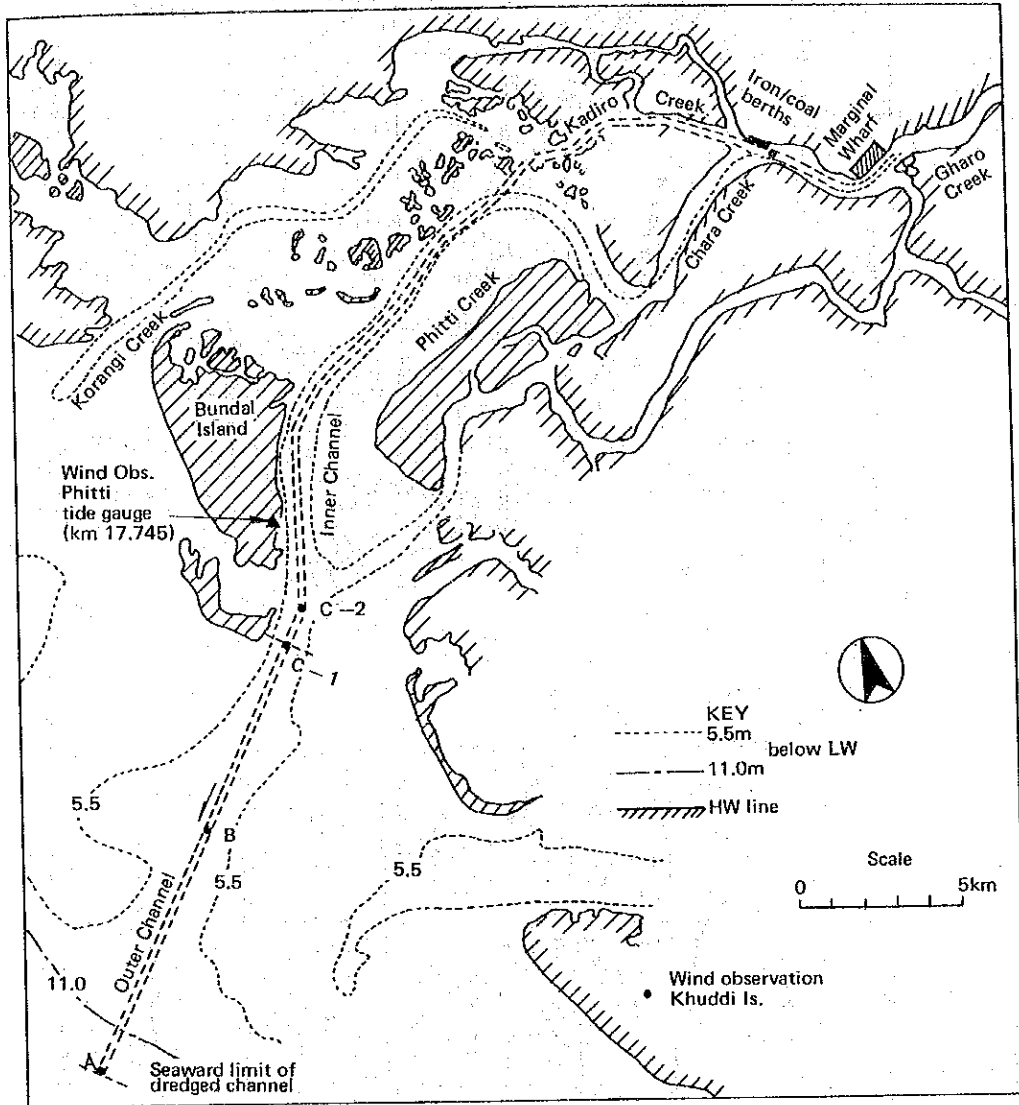 Iron/coal
berths
Marginal
Wharf
Kadiro
Creek
Gharo
Creek
Chara Creek
Phitti Creek
Korangi Creek
Bundal
Island
Inner Channel
Wind Obs.
Phitti
tide gauge
(km 17.745)
C–2
C–1
KEY
5.5m
below LW
11.0m
HW line
5.5
B
5.5
5.5
Scale
0
5km
Outer Channel
11.0
Wind observation
Khuddi Is.
A
Seaward limit of
dredged channel